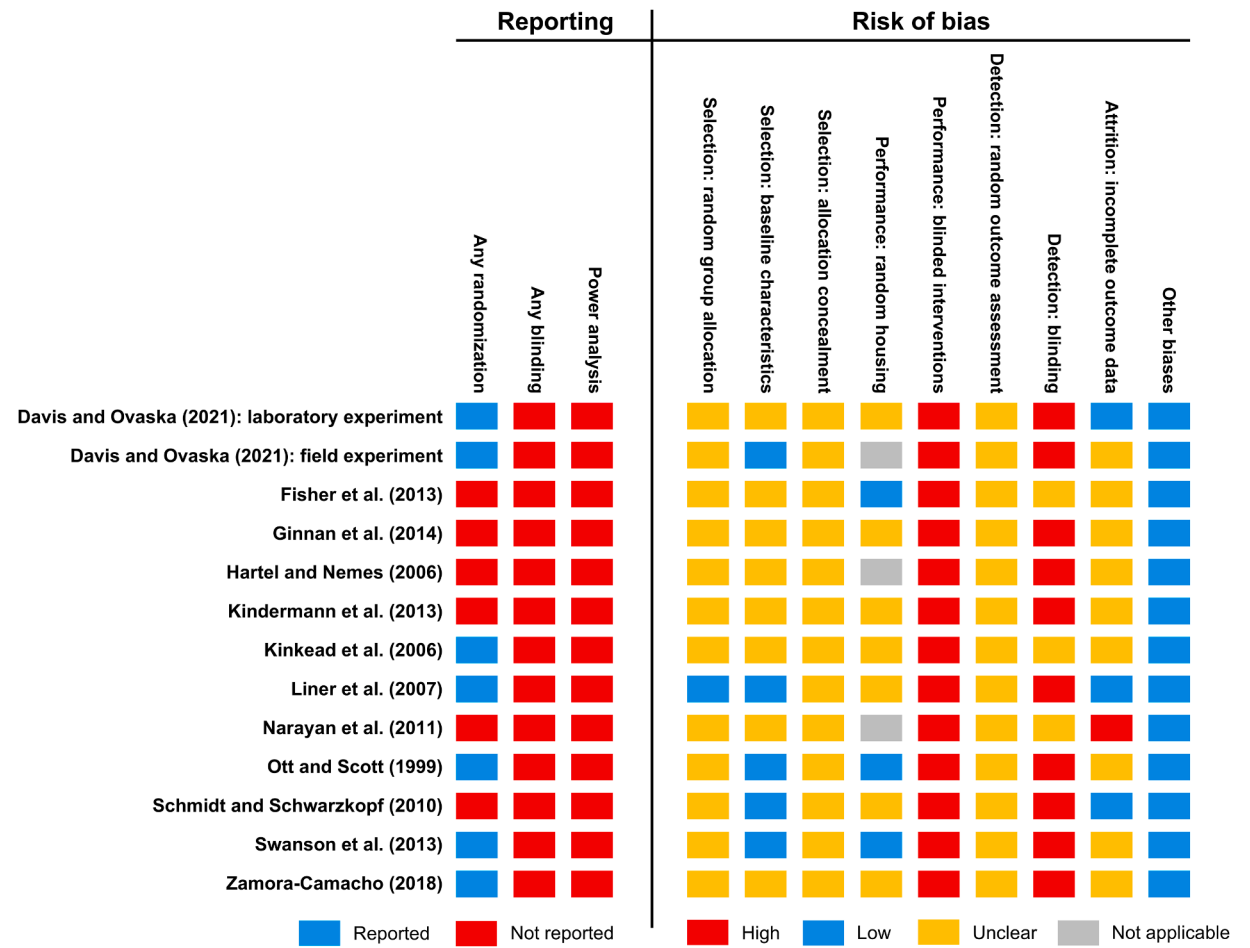 Reporting
Risk of bias
Any randomization
Any blinding
Power analysis
Selection: random group allocation
Selection: baseline characteristics
Selection: allocation concealment
Performance: random housing
Performance: blinded interventions
Detection: random outcome assessment
Detection: blinding
Attrition: incomplete outcome data
Other biases
Davis and Ovaska (2021): laboratory experiment
Davis and Ovaska (2021): field experiment
Fisher et al. (2013)
Ginnan et al. (2014)
Hartel and Nemes (2006)
Kindermann et al. (2013)
Kinkead et al. (2006)
Liner et al. (2007)
Narayan et al. (2011)
Ott and Scott (1999)
Schmidt and Schwarzkopf (2010)
Swanson et al. (2013)
Zamora-Camacho (2018)
Reported
Not reported
High
Low
Unclear
Not applicable